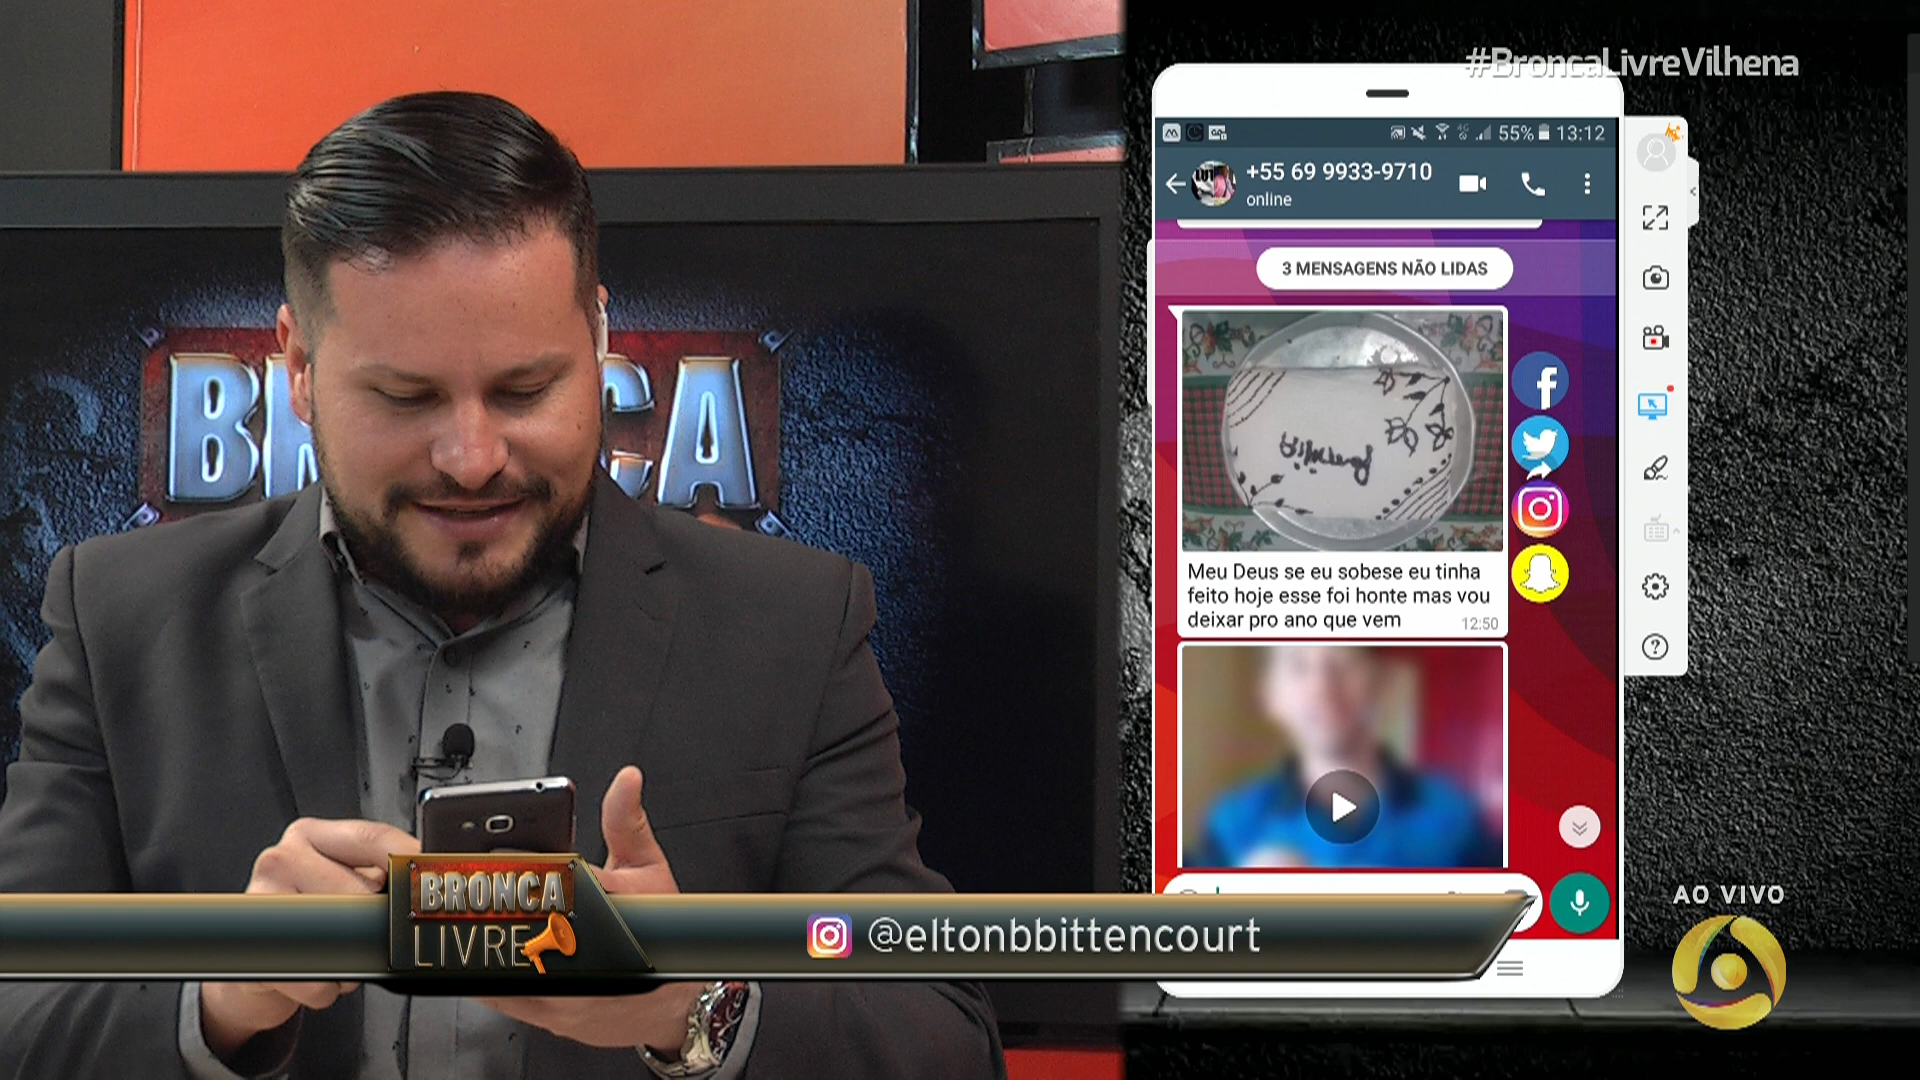 #BroncaLivreVilhena
55%
13:12
+55 69 9933-9710
online
3 MENSAGENS NÃO LIDAS
Meu Deus se eu sobese eu tinha
feito hoje esse foi honte mas vou
deixar pro ano que vem
12:50
BRONCA
LIVRE
@eltonbbittencourt
AO VIVO